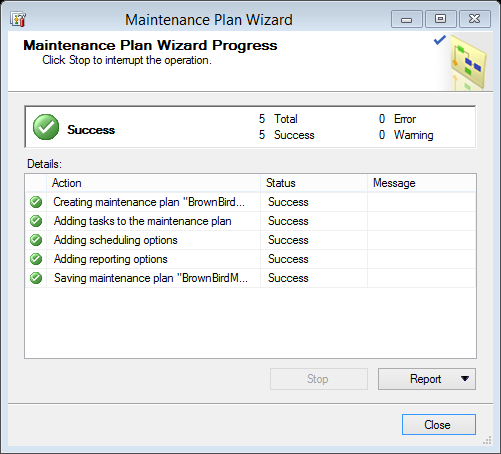 Maintenance Plan Wizard
Maintenance Plan Wizard Progress
Click Stop to interrupt the operation.
Success
5 Total 0 Error
5 Success 0 Warning
Details:
Action Status Message
Creating maintenance plan "BrownBird... Success
Adding tasks to the maintenance plan Success
Adding scheduling options Success
Adding reporting options Success
Saving maintenance plan "BrownBirdM... Success
Stop Report
Close